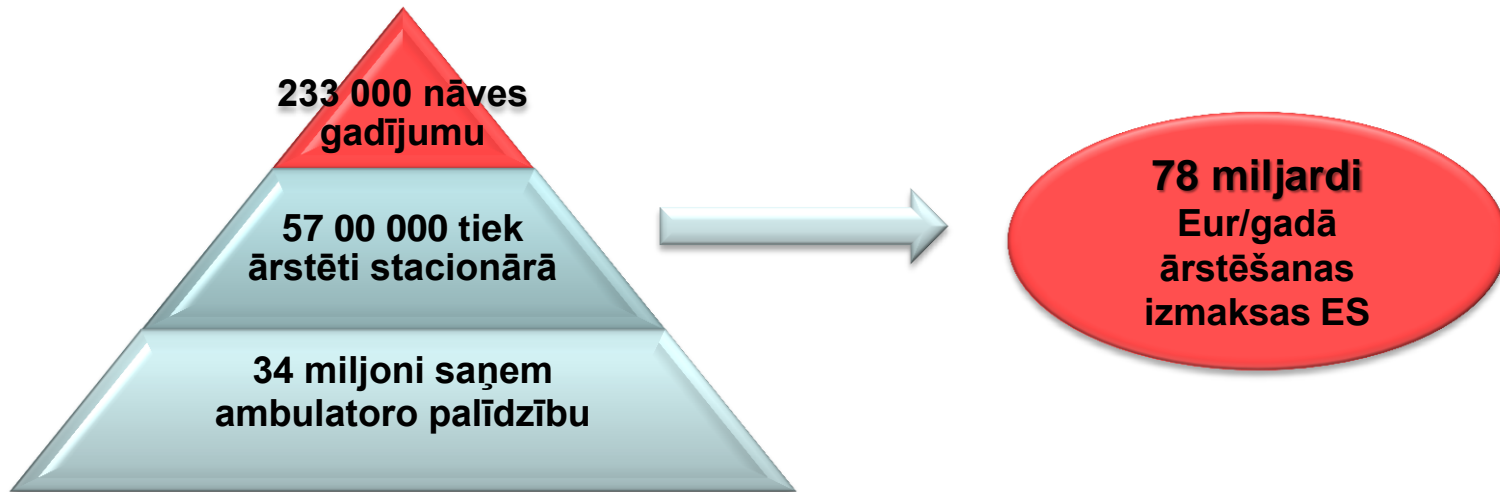 233 000 nāves
gadījumu
57 00 000 tiek
ārstēti stacionārā
34 miljoni saņem
ambulatoro palīdzību
78 miljardi
Eur/gadā
ārstēšanas
izmaksas ES